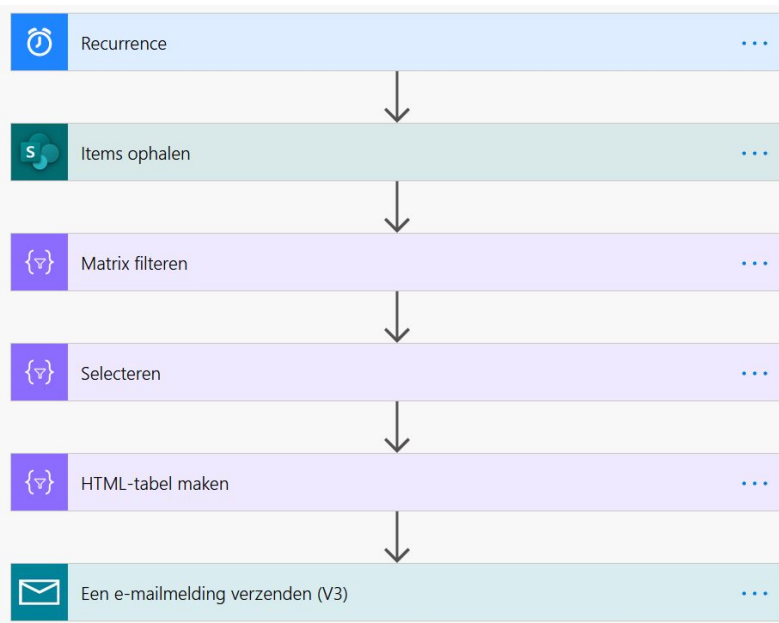 Recurrence
Items ophalen
Matrix filteren
Selecteren
HTML-tabel maken
Een e-mailmelding verzenden (V3)